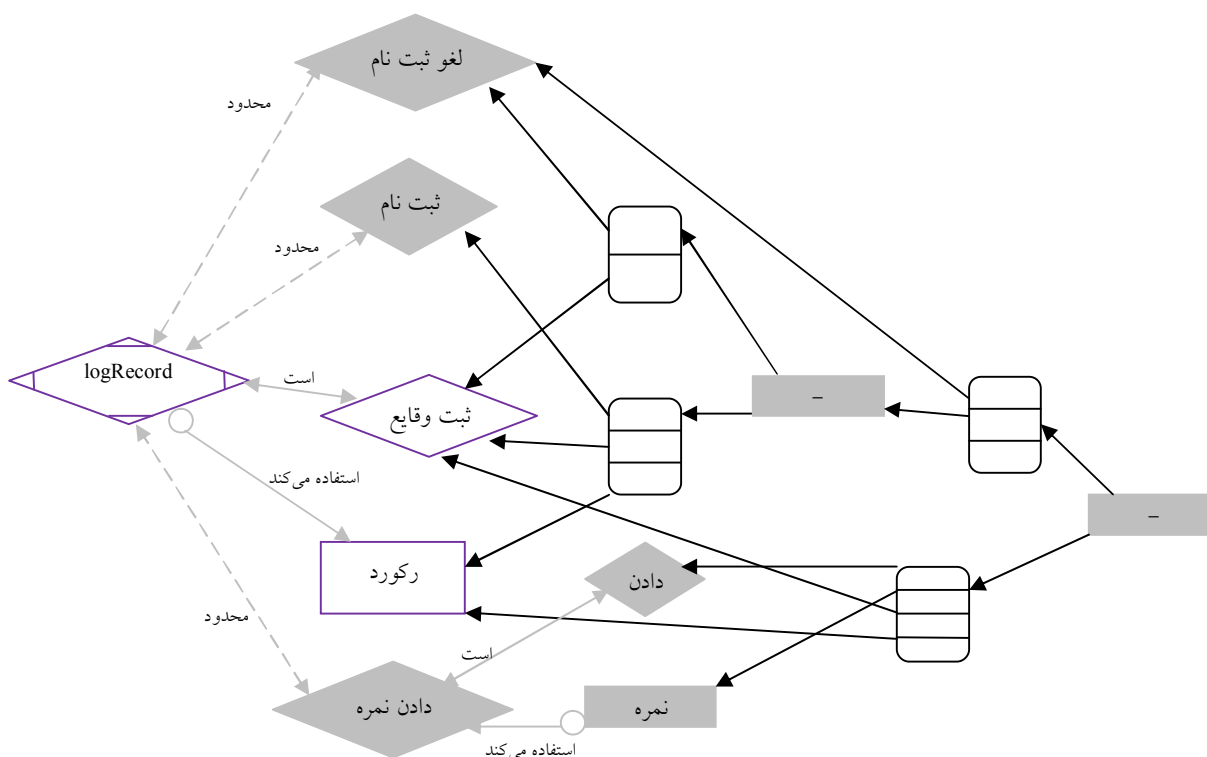 لغو ثبت نام
محدود
ثبت نام
محدود
logRecord
است
ثبت وقایع
–
استفاده می‌کند
–
رکورد
دادن
محدود
است
دادن نمره
نمره
استفاده می‌کند